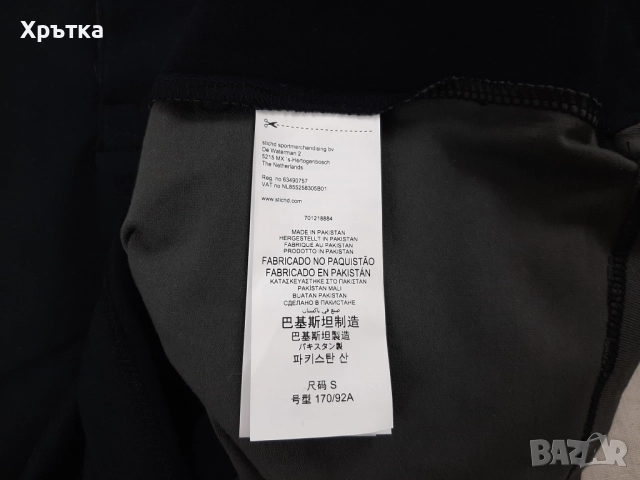 Хрътка
stichd sportmerchandising bv
De Waterman 2
5215 MX 's-Hertogenbosch
The Netherlands
Reg. no 63490757
VAT no NL855258305B01
www.stichd.com
701218884
MADE IN PAKISTAN
HERGESTELLT IN PAKISTAN
FABRIQUE AU PAKISTAN
PRODOTTO IN PAKISTAN
FABRICADO NO PAQUISTÃO
FABRICADO EN PAKISTÁN
ΚΑΤΑΣΚΕΥΑΣΤΗΚΕ ΣΤΟ ΠΑΚΙΣΤΑΝ
PAKISTAN MALI
BUATAN PAKISTAN
СДЕЛАНО В ПАКИСТАНЕ
صنع في باكستان
巴基斯坦制造
巴基斯坦製造
パキスタン製
파키스탄 산
尺码 S
号型 170/92A
BAZAR